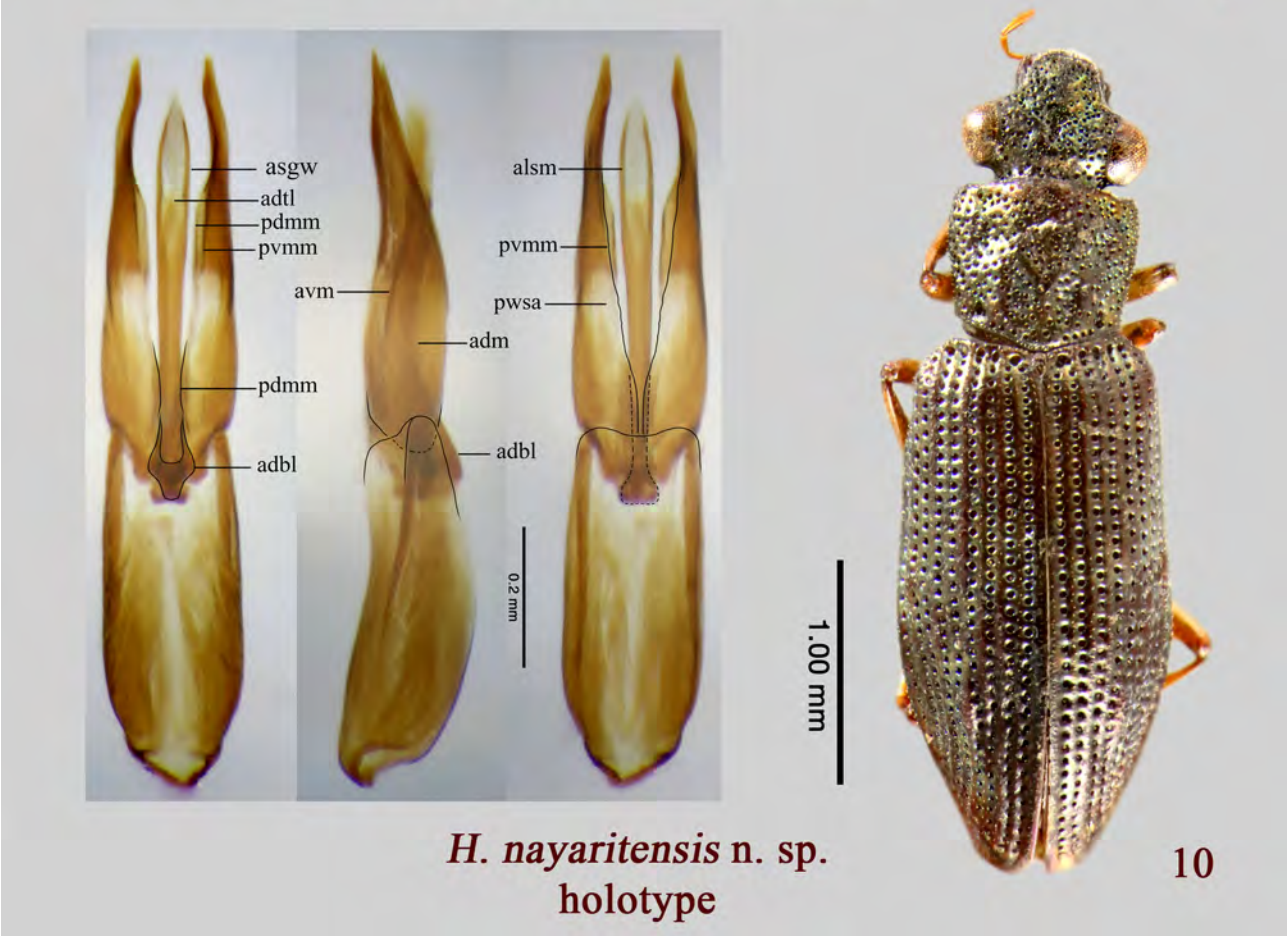 asgw
adtl
pdmm
pvmm
pdmm
adbl
avm
adm
adbl
alsm
pvmm
pwsa
0.2 mm
1.00 mm
H. nayaritensis n. sp.
holotype
10